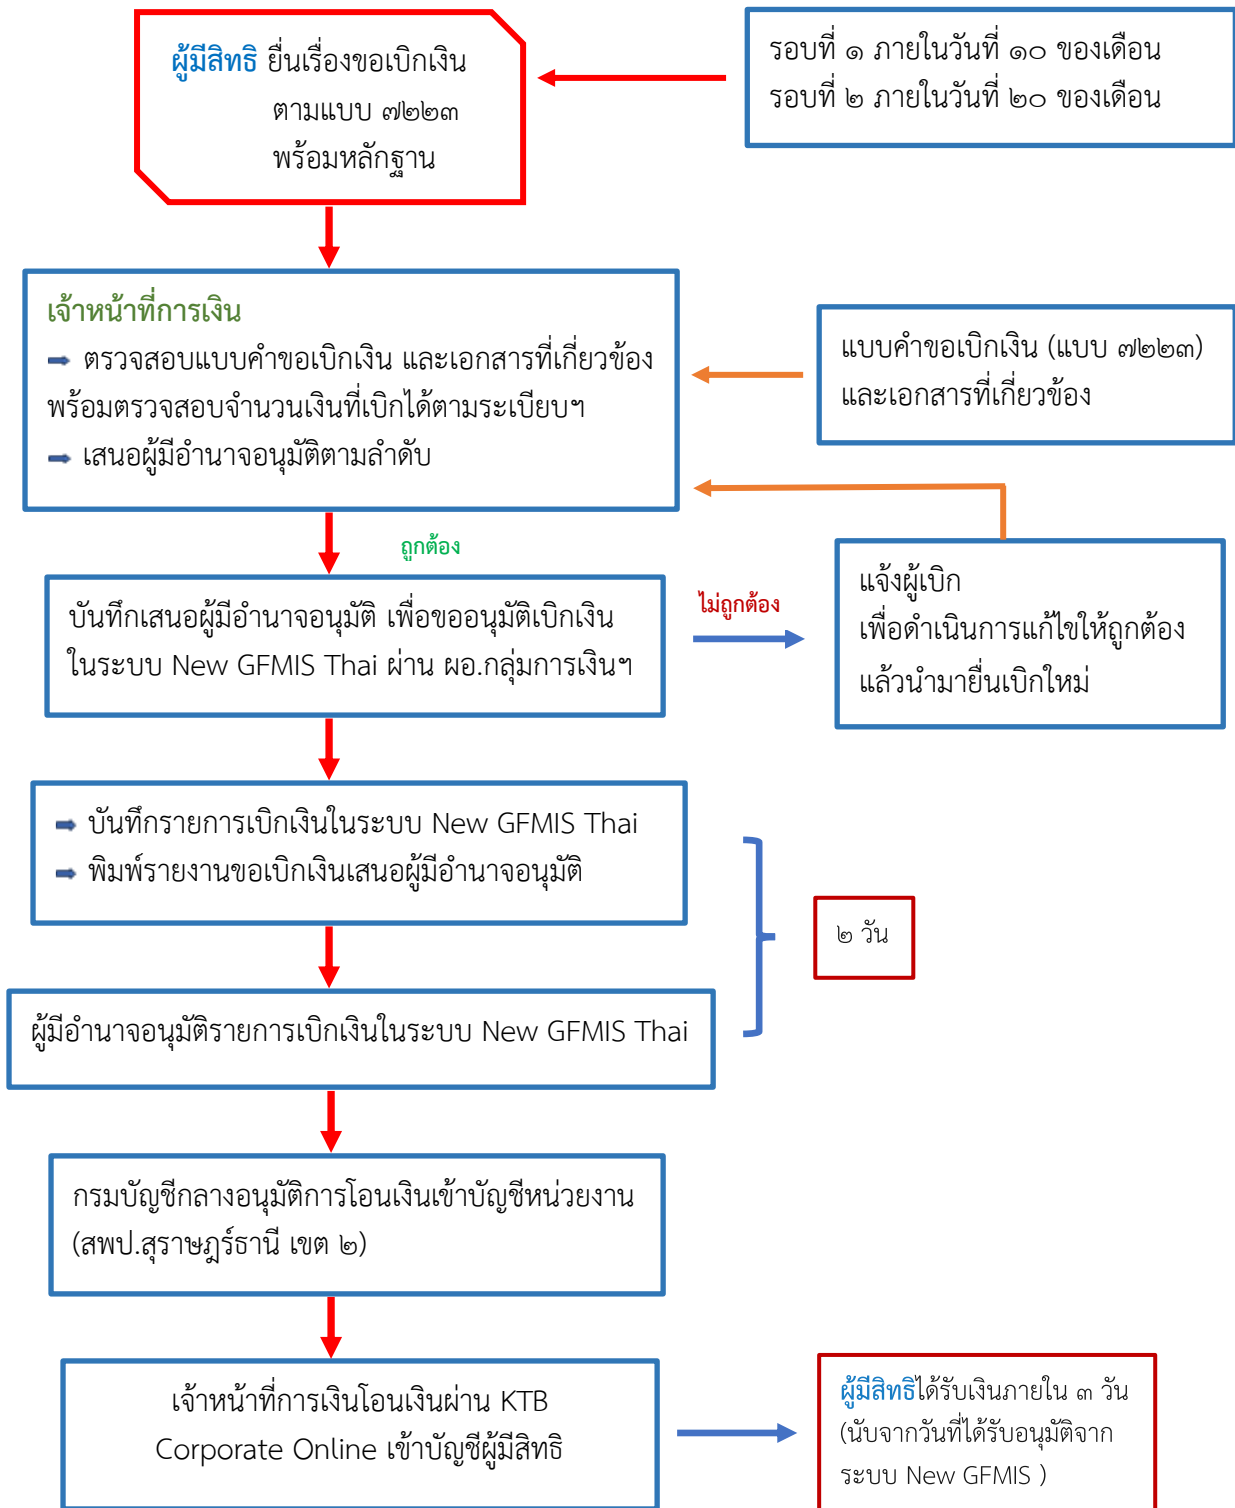 ผู้มีสิทธิ ยื่นเรื่องขอเบิกเงิน
ตามแบบ ๗๒๒๓
พร้อมหลักฐาน
รอบที่ ๑ ภายในวันที่ ๑๐ ของเดือน
รอบที่ ๒ ภายในวันที่ ๒๐ ของเดือน
เจ้าหน้าที่การเงิน
ตรวจสอบแบบคำขอเบิกเงิน และเอกสารที่เกี่ยวข้อง
พร้อมตรวจสอบจำนวนเงินที่เบิกได้ตามระเบียบฯ
เสนอผู้มีอำนาจอนุมัติตามลำดับ
แบบคำขอเบิกเงิน (แบบ ๗๒๒๓)
และเอกสารที่เกี่ยวข้อง
ถูกต้อง
บันทึกเสนอผู้มีอำนาจอนุมัติ เพื่อขออนุมัติเบิกเงิน
ในระบบ New GFMIS Thai ผ่าน ผอ.กลุ่มการเงินฯ
ไม่ถูกต้อง
แจ้งผู้เบิก
เพื่อดำเนินการแก้ไขให้ถูกต้อง
แล้วนำมายื่นเบิกใหม่
บันทึกรายการเบิกเงินในระบบ New GFMIS Thai
พิมพ์รายงานขอเบิกเงินเสนอผู้มีอำนาจอนุมัติ
๒ วัน
ผู้มีอำนาจอนุมัติรายการเบิกเงินในระบบ New GFMIS Thai
กรมบัญชีกลางอนุมัติการโอนเงินเข้าบัญชีหน่วยงาน
(สพป.สุราษฎร์ธานี เขต ๒)
เจ้าหน้าที่การเงินโอนเงินผ่าน KTB
Corporate Online เข้าบัญชีผู้มีสิทธิ
ผู้มีสิทธิได้รับเงินภายใน ๓ วัน
(นับจากวันที่ได้รับอนุมัติจาก
ระบบ New GFMIS )